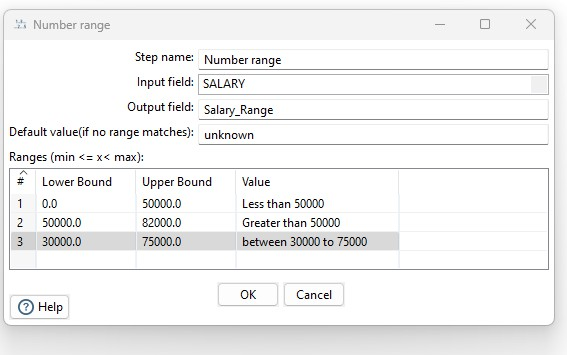 Number range
Step name: Number range
Input field: SALARY
Output field: Salary_Range
Default value(if no range matches): unknown
Ranges (min <= x< max):
# Lower Bound Upper Bound Value
1 0.0 50000.0 Less than 50000
2 50000.0 82000.0 Greater than 50000
3 30000.0 75000.0 between 30000 to 75000
OK Cancel
? Help